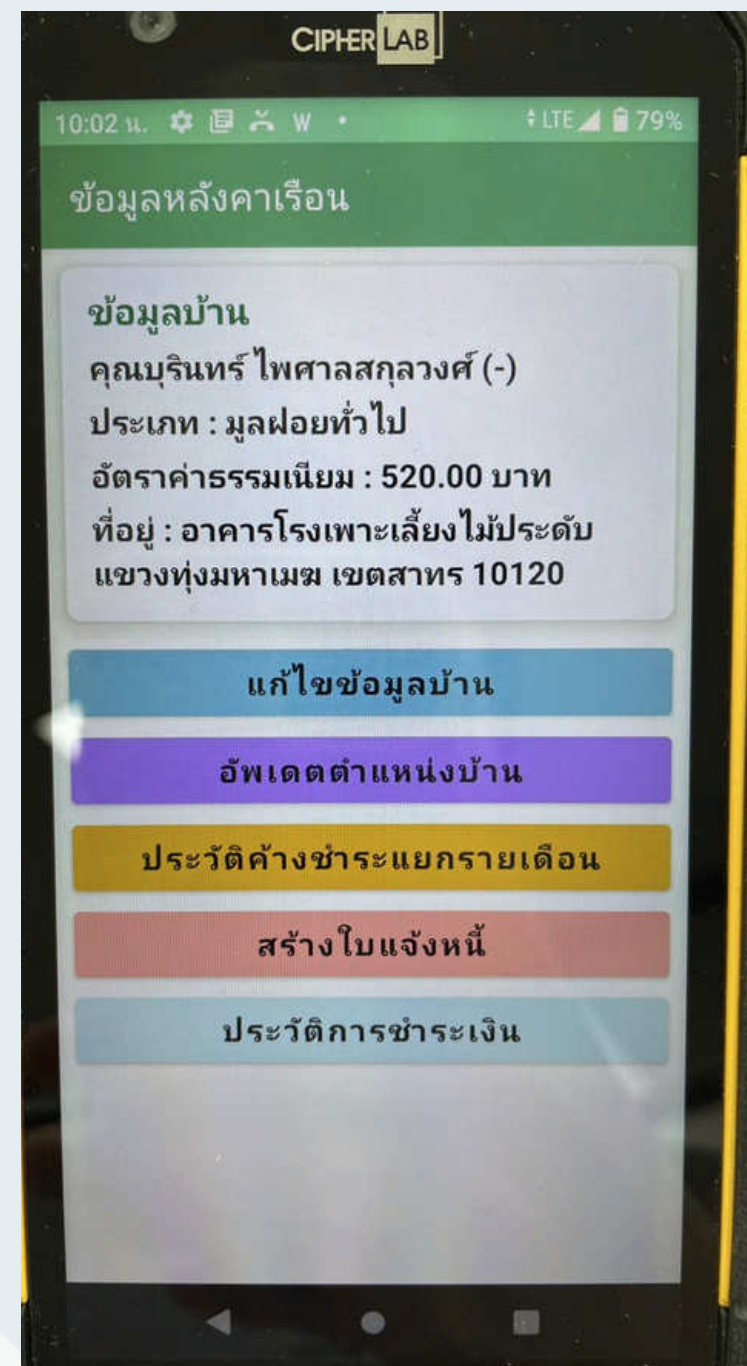 CIPHERLAB
10:02 น. W • LTE 79%
ข้อมูลหลังคาเรือน
ข้อมูลบ้าน
คุณบุรินทร์ ไพศาลสกุลวงศ์ (-)
ประเภท : มูลฝอยทั่วไป
อัตราค่าธรรมเนียม : 520.00 บาท
ที่อยู่ : อาคารโรงเพาะเลี้ยงไม้ประดับ
แขวงทุ่งมหาเมฆ เขตสาทร 10120
แก้ไขข้อมูลบ้าน
อัพเดตตำแหน่งบ้าน
ประวัติค้างชำระแยกรายเดือน
สร้างใบแจ้งหนี้
ประวัติการชำระเงิน